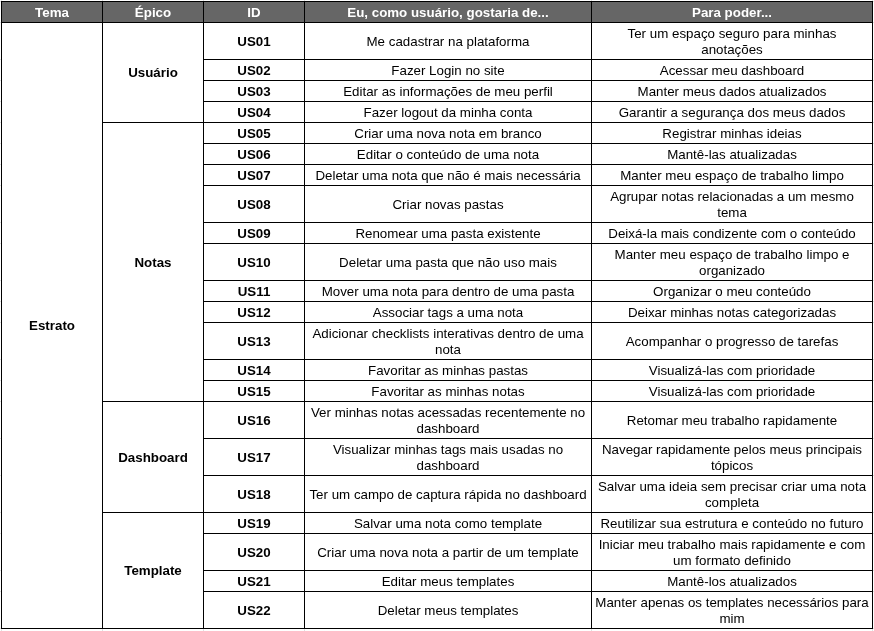 Tema Épico ID Eu, como usuário, gostaria de... Para poder...
Estrato
Usuário
US01 Me cadastrar na plataforma Ter um espaço seguro para minhas
anotações
US02 Fazer Login no site Acessar meu dashboard
US03 Editar as informações de meu perfil Manter meus dados atualizados
US04 Fazer logout da minha conta Garantir a segurança dos meus dados
Notas
US05 Criar uma nova nota em branco Registrar minhas ideias
US06 Editar o conteúdo de uma nota Mantê-las atualizadas
US07 Deletar uma nota que não é mais necessária Manter meu espaço de trabalho limpo
US08 Criar novas pastas Agrupar notas relacionadas a um mesmo
tema
US09 Renomear uma pasta existente Deixá-la mais condizente com o conteúdo
US10 Deletar uma pasta que não uso mais Manter meu espaço de trabalho limpo e
organizado
US11 Mover uma nota para dentro de uma pasta Organizar o meu conteúdo
US12 Associar tags a uma nota Deixar minhas notas categorizadas
US13 Adicionar checklists interativas dentro de uma
nota Acompanhar o progresso de tarefas
US14 Favoritar as minhas pastas Visualizá-las com prioridade
US15 Favoritar as minhas notas Visualizá-las com prioridade
Dashboard
US16 Ver minhas notas acessadas recentemente no
dashboard Retomar meu trabalho rapidamente
US17 Visualizar minhas tags mais usadas no
dashboard Navegar rapidamente pelos meus principais
tópicos
US18 Ter um campo de captura rápida no dashboard Salvar uma ideia sem precisar criar uma nota
completa
Template
US19 Salvar uma nota como template Reutilizar sua estrutura e conteúdo no futuro
US20 Criar uma nova nota a partir de um template Iniciar meu trabalho mais rapidamente e com
um formato definido
US21 Editar meus templates Mantê-los atualizados
US22 Deletar meus templates Manter apenas os templates necessários para
mim